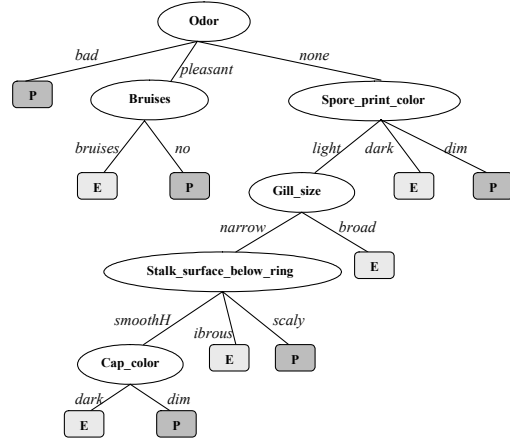 Odor
bad
pleasant
none
P
Bruises
Spore_print_color
bruises
no
light
dark
dim
E
P
Gill_size
E
P
narrow
broad
Stalk_surface_below_ring
E
smoothH
ibrous
scaly
Cap_color
E
P
dark
dim
E
P